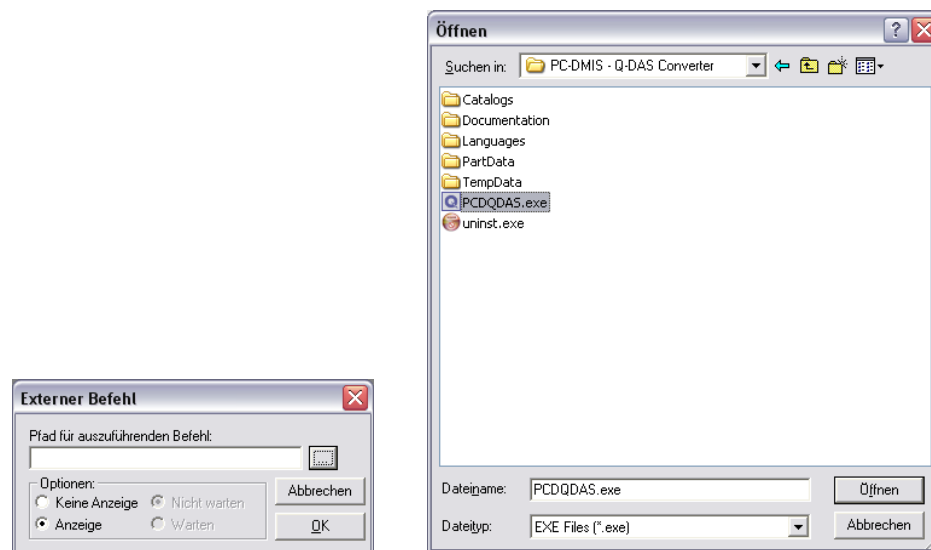 Öffnen
Suchen in: PC-DMIS - Q-DAS Converter
Catalogs
Documentation
Languages
PartData
TempData
PCDQDAS.exe
uninst.exe
Dateiname: PCDQDAS.exe Öffnen
Dateityp: EXE Files (*.exe) Abbrechen
Externer Befehl
Pfad für auszuführenden Befehl:
...
Optionen:
Keine Anzeige Nicht warten Abbrechen
Anzeige Warten OK